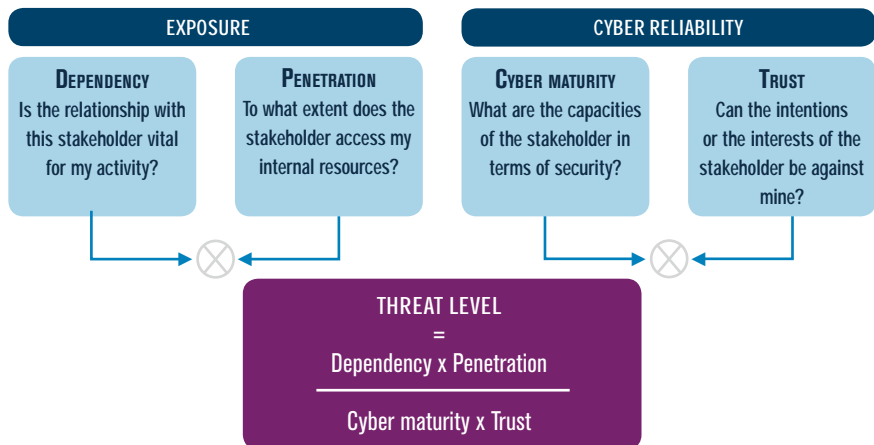 EXPOSURE
CYBER RELIABILITY
DEPENDENCY
Is the relationship with
this stakeholder vital
for my activity?
PENETRATION
To what extent does the
stakeholder access my
internal resources?
CYBER MATURITY
What are the capacities
of the stakeholder in
terms of security?
TRUST
Can the intentions
or the interests of the
stakeholder be against
mine?
THREAT LEVEL
=
Dependency x Penetration
Cyber maturity x Trust